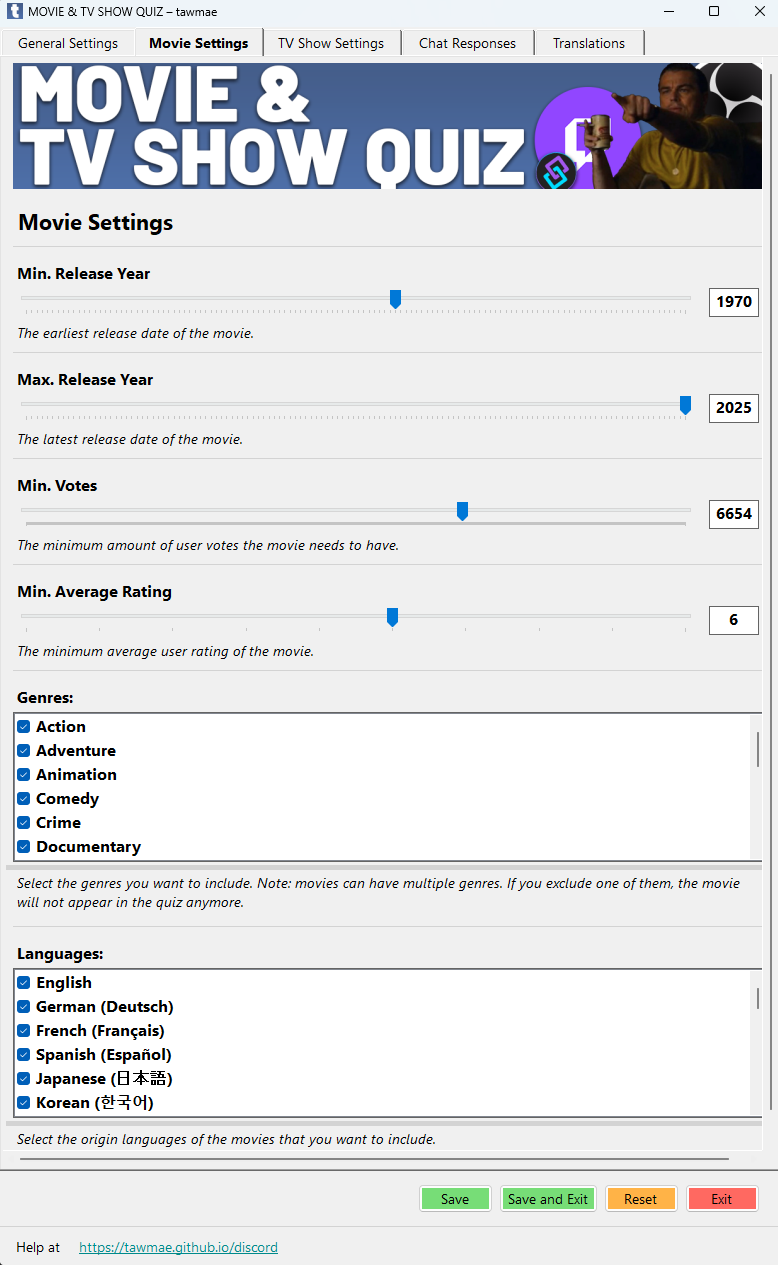 MOVIE & TV SHOW QUIZ – tawmae
General Settings
Movie Settings
TV Show Settings
Chat Responses
Translations
MOVIE &
TV SHOW QUIZ
Movie Settings
Min. Release Year
1970
The earliest release date of the movie.
Max. Release Year
2025
The latest release date of the movie.
Min. Votes
6654
The minimum amount of user votes the movie needs to have.
Min. Average Rating
6
The minimum average user rating of the movie.
Genres:
Action
Adventure
Animation
Comedy
Crime
Documentary
Select the genres you want to include. Note: movies can have multiple genres. If you exclude one of them, the movie
will not appear in the quiz anymore.
Languages:
English
German (Deutsch)
French (Français)
Spanish (Español)
Japanese (日本語)
Korean (한국어)
Select the origin languages of the movies that you want to include.
Save
Save and Exit
Reset
Exit
Help at
https://tawmae.github.io/discord